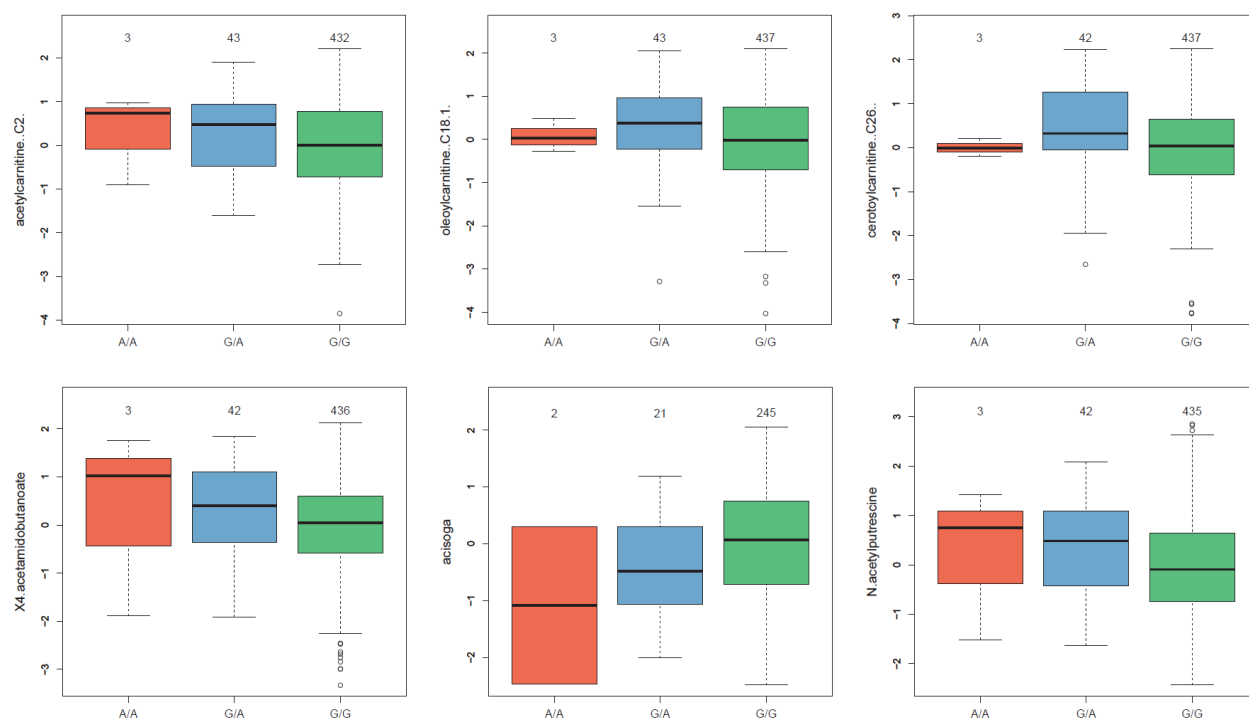 acetylcarnitine..C2.
2
1
0
−1
−2
−3
−4
3 43 432
A/A G/A G/G
oleoylcarnitine..C18.1.
2
1
0
−1
−2
−3
−4
3 43 437
A/A G/A G/G
cerotoylcarnitine..C26..
3
2
1
0
−1
−2
−3
−4
3 42 437
A/A G/A G/G
X4.acetamidobutanoate
2
1
0
−1
−2
−3
3 42 436
A/A G/A G/G
acisoga
2
1
0
−1
−2
2 21 245
A/A G/A G/G
N.acetylputrescine
3
2
1
0
−1
−2
3 42 435
A/A G/A G/G